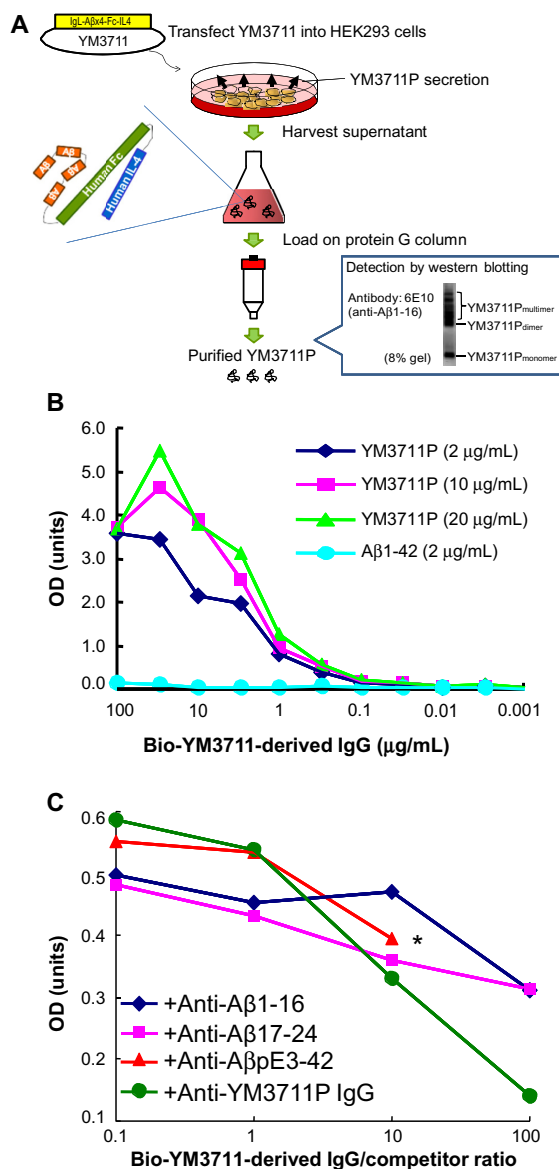 A
IgL-Aβx4-Fc-IL4
YM3711
Transfect YM3711 into HEK293 cells
YM3711P secretion
Harvest supernatant
Aβ
Aβ
Human Fc
Human IL-4
Load on protein G column
Detection by western blotting
Antibody: 6E10
(anti-Aβ1-16)
YM3711Pmultimer
YM3711Pdimer
(8% gel)
YM3711Pmonomer
Purified YM3711P
B
6.0
5.0
4.0
3.0
2.0
1.0
0.0
OD (units)
YM3711P (2 μg/mL)
YM3711P (10 μg/mL)
YM3711P (20 μg/mL)
Aβ1-42 (2 μg/mL)
100 10 1 0.1 0.01 0.001
Bio-YM3711-derived IgG (μg/mL)
C
0.6
0.5
0.4
0.3
0.2
0.1
OD (units)
*
+Anti-Aβ1-16
+Anti-Aβ17-24
+Anti-AβpE3-42
+Anti-YM3711P IgG
0.1 1 10 100
Bio-YM3711-derived IgG/competitor ratio